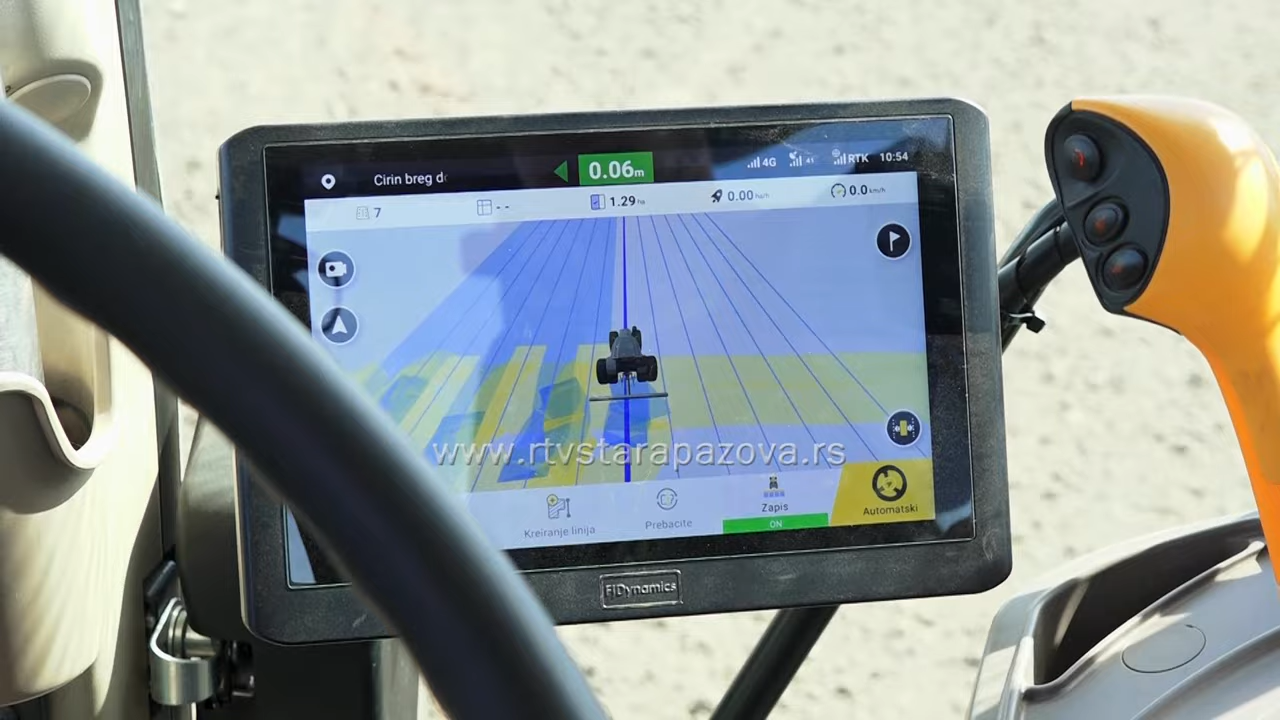 Cirin breg d
0.06m
4G
41
RTK
10:54
7
--
1.29 ha
0.00 ha/h
0.0 km/h
www.rtvstarapazova.rs
Kreiranje linija
Prebacite
Zapis
ON
Automatski
FJDynamics